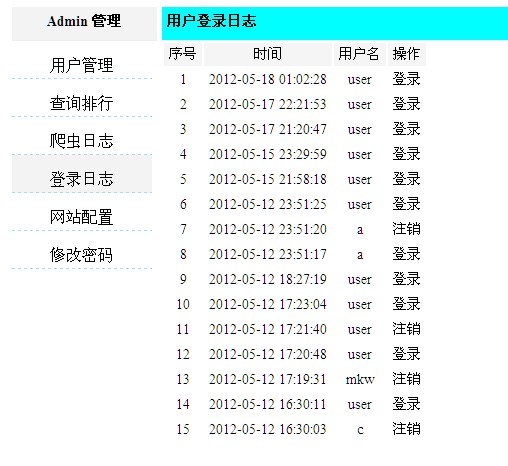 Admin 管理
用户管理
查询排行
爬虫日志
登录日志
网站配置
修改密码
用户登录日志
序号 时间 用户名 操作
1 2012-05-18 01:02:28 user 登录
2 2012-05-17 22:21:53 user 登录
3 2012-05-17 21:20:47 user 登录
4 2012-05-15 23:29:59 user 登录
5 2012-05-15 21:58:18 user 登录
6 2012-05-12 23:51:25 user 登录
7 2012-05-12 23:51:20 a 注销
8 2012-05-12 23:51:17 a 登录
9 2012-05-12 18:27:19 user 登录
10 2012-05-12 17:23:04 user 登录
11 2012-05-12 17:21:40 user 注销
12 2012-05-12 17:20:48 user 登录
13 2012-05-12 17:19:31 mkw 注销
14 2012-05-12 16:30:11 user 登录
15 2012-05-12 16:30:03 c 注销